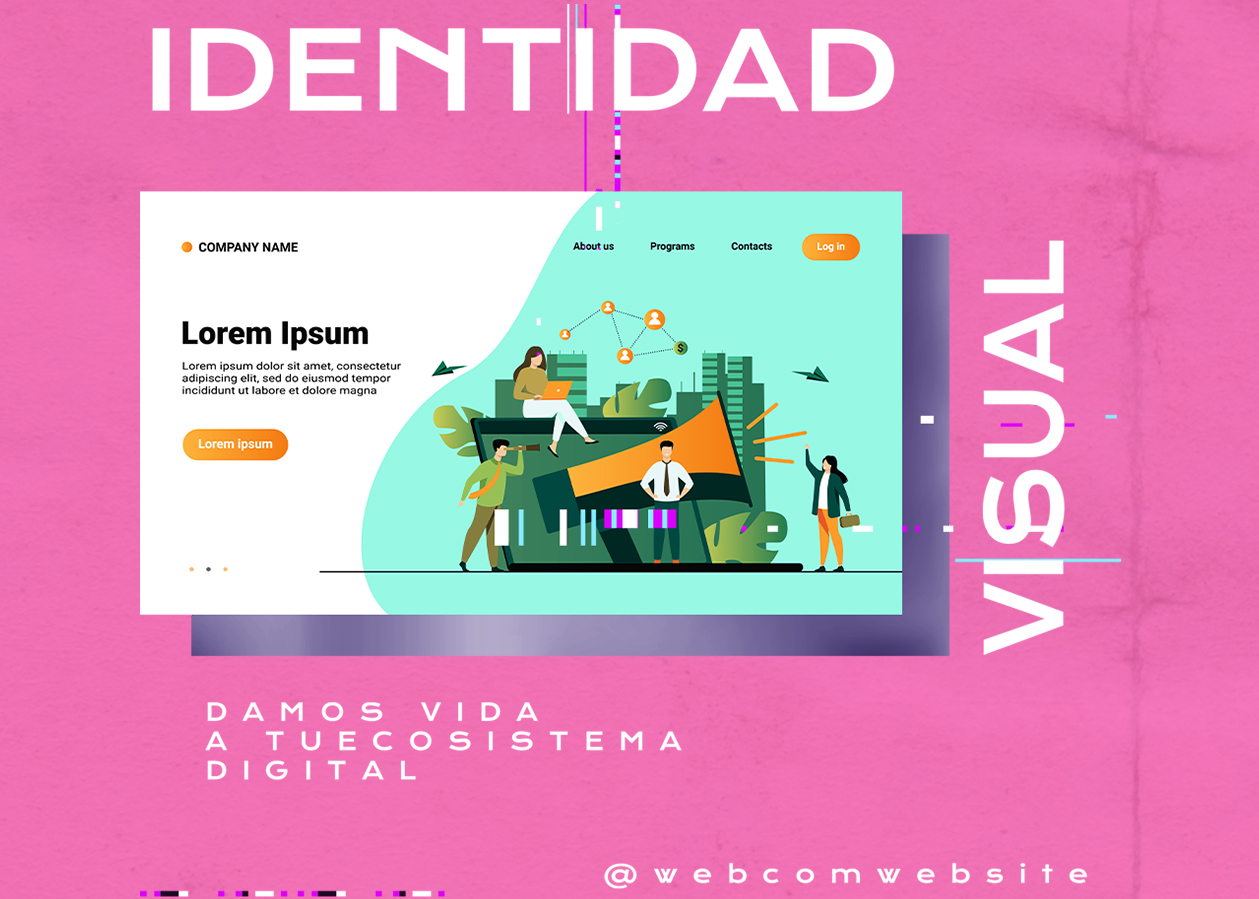 IDENTIDAD
VISUAL
COMPANY NAME
About us Programs Contacts Log in
Lorem Ipsum
Lorem ipsum dolor sit amet, consectetur
adipiscing elit, sed do eiusmod tempor
incididunt ut labore et dolore magna
Lorem ipsum
$
DAMOS VIDA
A TUECOSISTEMA
DIGITAL
@webcomwebsite